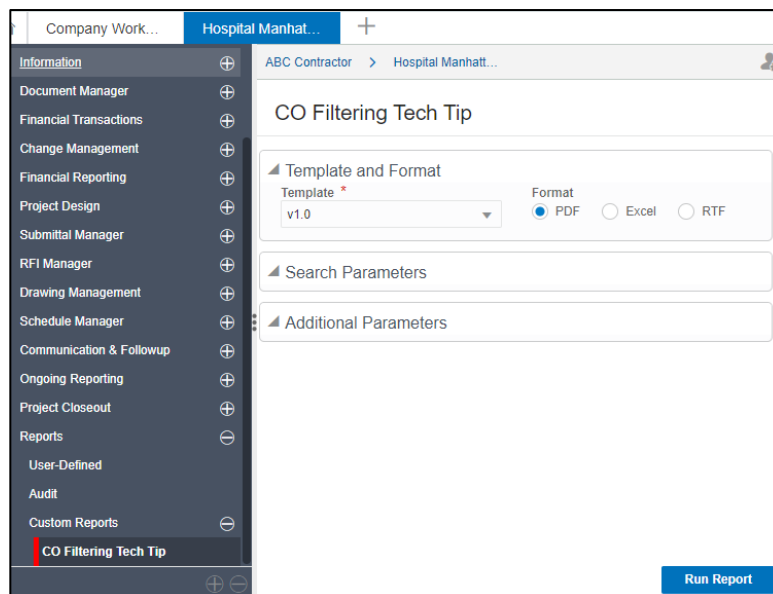 Company Work...
Hospital Manhat...
Information
Document Manager
Financial Transactions
Change Management
Financial Reporting
Project Design
Submittal Manager
RFI Manager
Drawing Management
Schedule Manager
Communication & Followup
Ongoing Reporting
Project Closeout
Reports
User-Defined
Audit
Custom Reports
CO Filtering Tech Tip
ABC Contractor > Hospital Manhatt...
CO Filtering Tech Tip
Template and Format
Template *
v1.0
Format
PDF Excel RTF
Search Parameters
Additional Parameters
Run Report